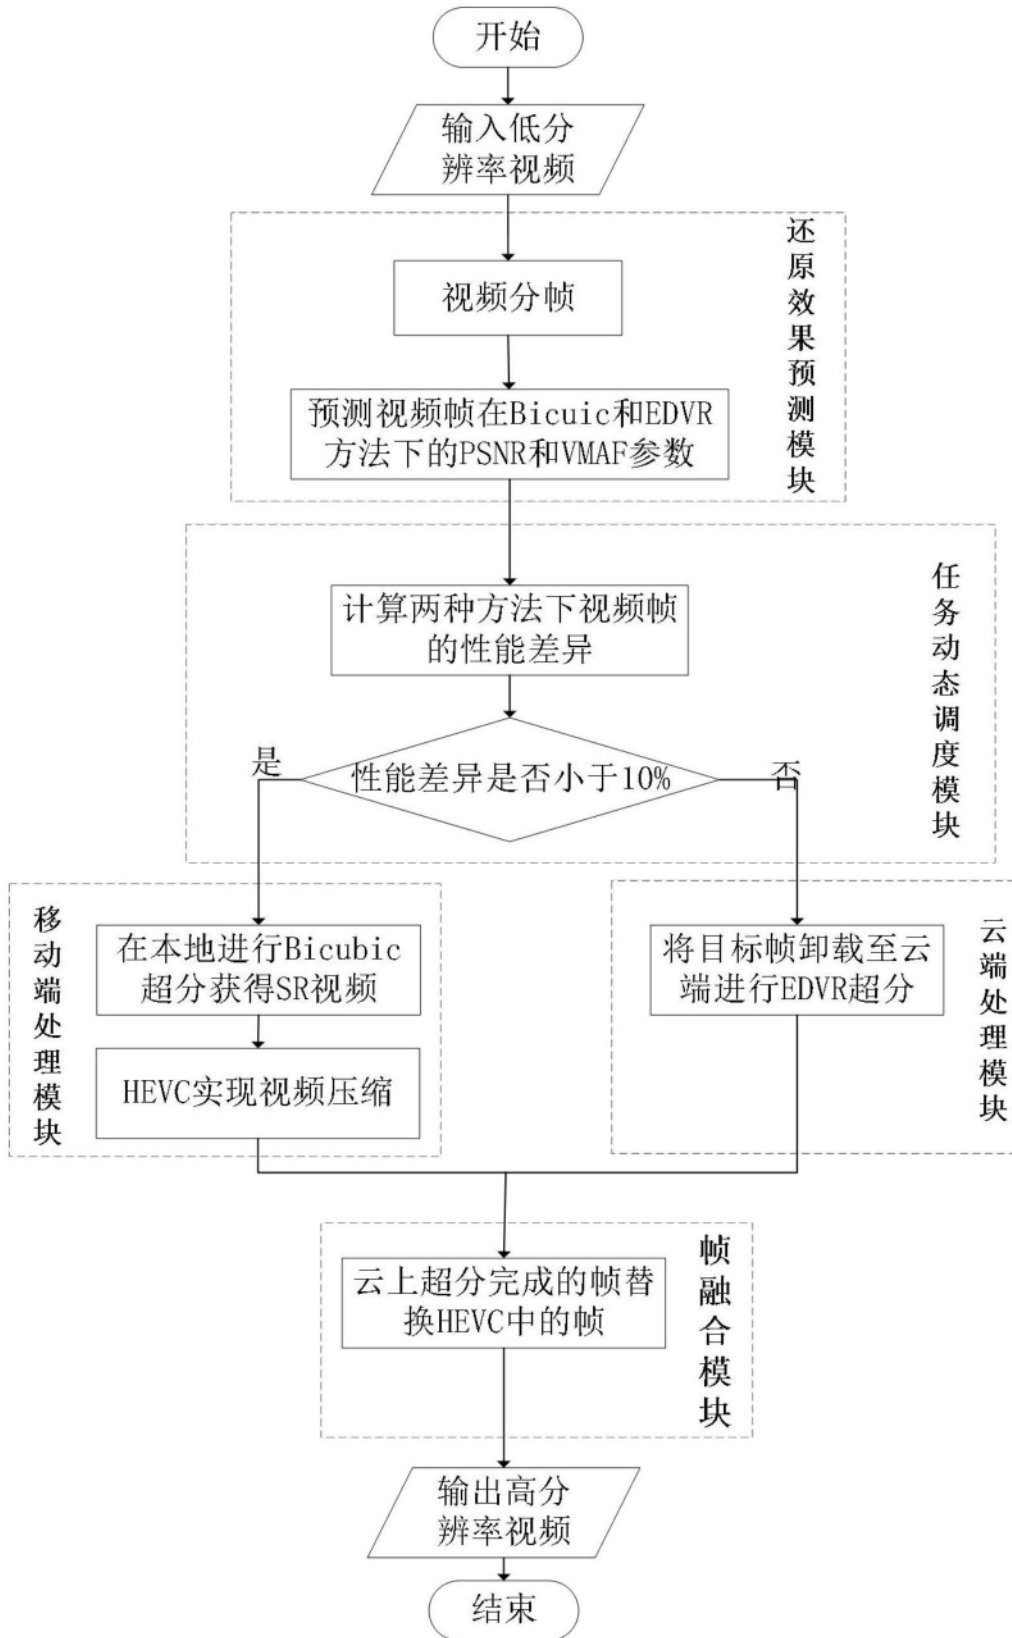 开始
输入低分
辨率视频
还原效果预测模块
视频分帧
预测视频帧在Bicuic和EDVR
方法下的PSNR和VMAF参数
任务动态调度模块
计算两种方法下视频帧
的性能差异
性能差异是否小于10%
是
否
移动端处理模块
在本地进行Bicubic
超分获得SR视频
HEVC实现视频压缩
云端处理模块
将目标帧卸载至云
端进行EDVR超分
帧融合模块
云上超分完成的帧替
换HEVC中的帧
输出高分
辨率视频
结束